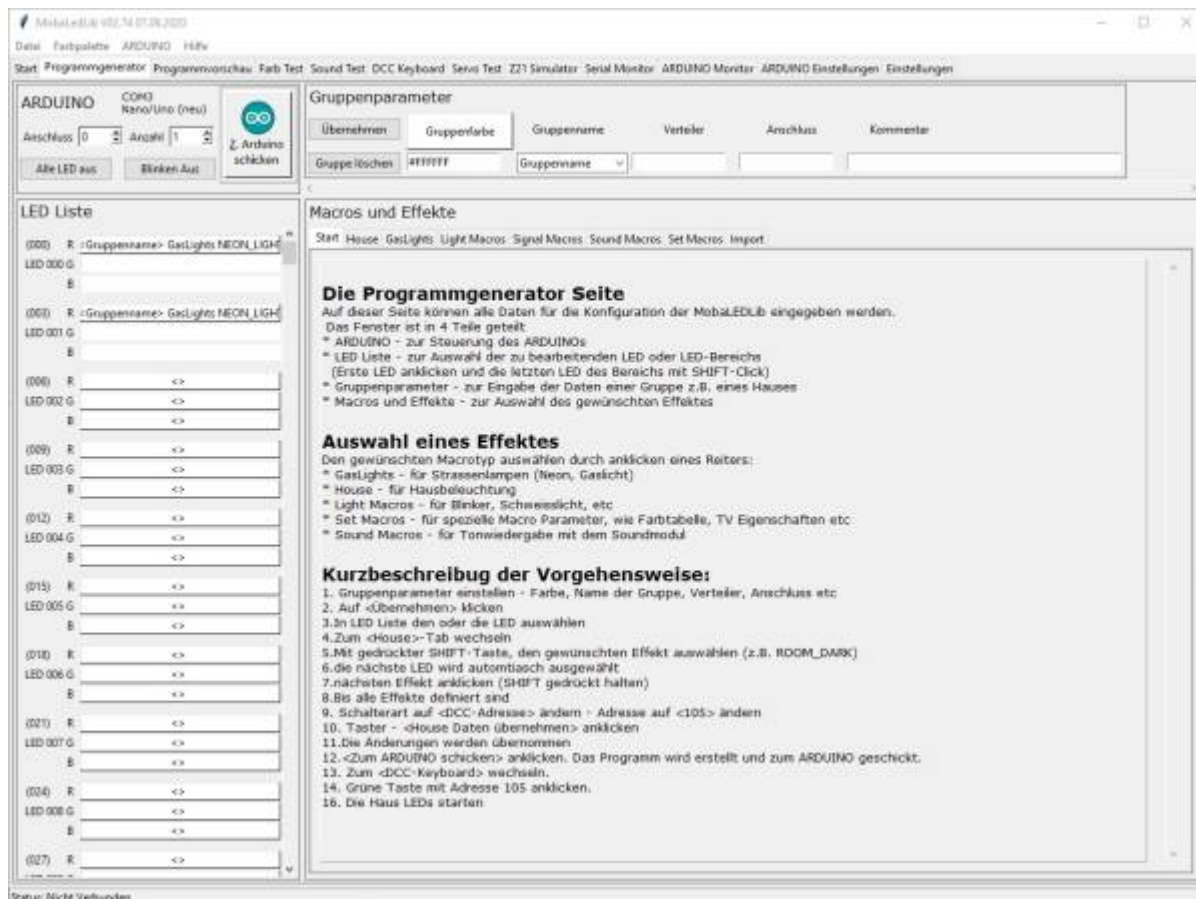 MobaLedLib V02.74 07.06.2020
Datei Farbpalette ARDUINO Hilfe
Start Programmgenerator Programmvorschau Farb Test Sound Test DCC Keyboard Servo Test Z21 Simulator Serial Monitor ARDUINO Monitor ARDUINO Einstellungen Einstellungen
ARDUINO COM3
Nano/Uno (neu)
Anschluss 0 Anzahl 1
Z. Arduino
schicken
Alle LED aus Blinken Aus
Gruppenparameter
Übernehmen Gruppenfarbe Gruppenname Verteiler Anschluss Kommentar
Gruppe löschen #FFFFFF Gruppenname
LED Liste
(000) R <Gruppenname> GasLights NEON_LIGH
LED 000 G
B
(003) R <Gruppenname> GasLights NEON_LIGH
LED 001 G
B
(006) R <>
LED 002 G <>
B <>
(009) R <>
LED 003 G <>
B <>
(012) R <>
LED 004 G <>
B <>
(015) R <>
LED 005 G <>
B <>
(018) R <>
LED 006 G <>
B <>
(021) R <>
LED 007 G <>
B <>
(024) R <>
LED 008 G <>
B <>
(027) R <>
Macros und Effekte
Start House GasLights Light Macros Signal Macros Sound Macros Set Macros Import
Die Programmgenerator Seite
Auf dieser Seite können alle Daten für die Konfiguration der MobaLEDLib eingegeben werden.
Das Fenster ist in 4 Teile geteilt
* ARDUINO - zur Steuerung des ARDUINOs
* LED Liste - zur Auswahl der zu bearbeitenden LED oder LED-Bereichs
(Erste LED anklicken und die letzten LED des Bereichs mit SHIFT-Click)
* Gruppenparameter - zur Eingabe der Daten einer Gruppe z.B. eines Hauses
* Macros und Effekte - zur Auswahl des gewünschten Effektes
Auswahl eines Effektes
Den gewünschten Macrotyp auswählen durch anklicken eines Reiters:
* GasLights - für Strassenlampen (Neon, Gaslicht)
* House - für Hausbeleuchtung
* Light Macros - für Blinker, Schweisslicht, etc
* Set Macros - für spezielle Macro Parameter, wie Farbtabelle, TV Eigenschaften etc
* Sound Macros - für Tonwiedergabe mit dem Soundmodul
Kurzbeschreibug der Vorgehensweise:
1. Gruppenparameter einstellen - Farbe, Name der Gruppe, Verteiler, Anschluss etc
2. Auf <Übernehmen> klicken
3.In LED Liste den oder die LED auswählen
4.Zum <House>-Tab wechseln
5.Mit gedrückter SHIFT-Taste, den gewünschten Effekt auswählen (z.B. ROOM_DARK)
6.die nächste LED wird automtiasch ausgewählt
7.nächsten Effekt anklicken (SHIFT gedrückt halten)
8.Bis alle Effekte definiert sind
9. Schalterart auf <DCC-Adresse> ändern - Adresse auf <105> ändern
10. Taster - <House Daten übernehmen> anklicken
11.Die Änderungen werden übernommen
12.<Zum ARDUINO schicken> anklicken. Das Programm wird erstellt und zum ARDUINO geschickt.
13. Zum <DCC-Keyboard> wechseln.
14. Grüne Taste mit Adresse 105 anklicken.
16. Die Haus LEDs starten
Status: Nicht Verbunden